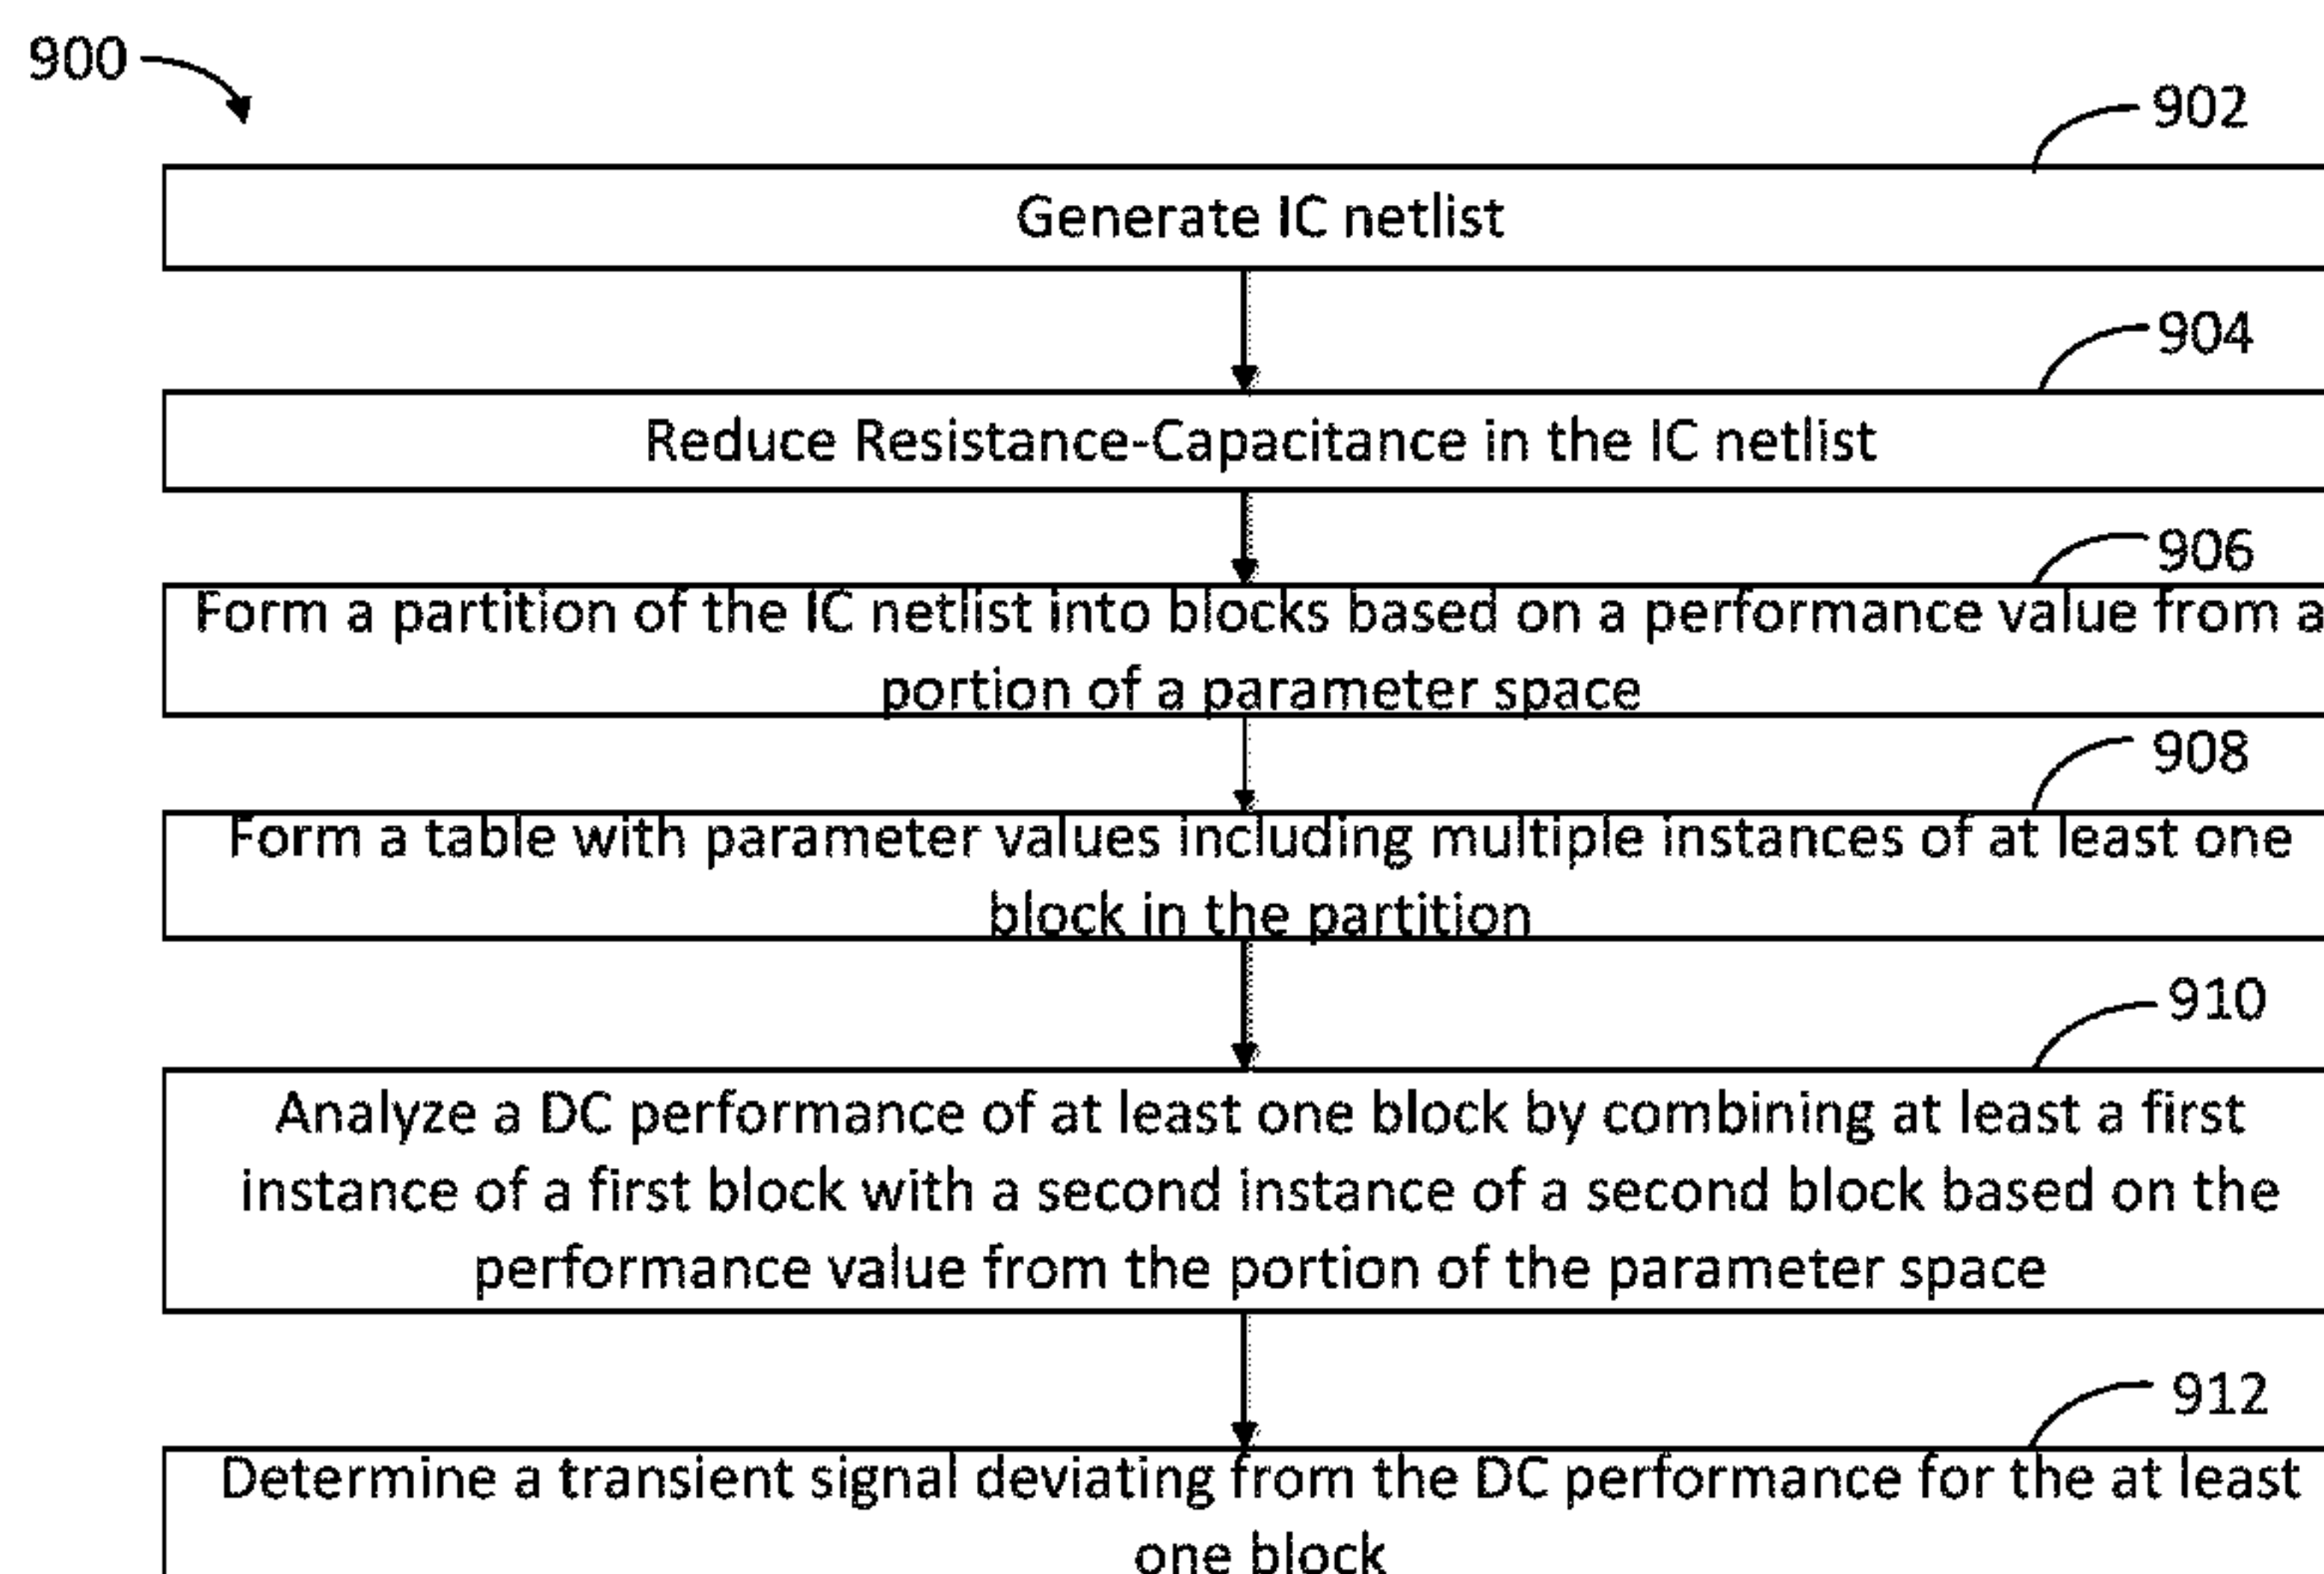 900
902
Generate IC netlist
904
Reduce Resistance-Capacitance in the IC netlist
906
Form a partition of the IC netlist into blocks based on a performance value from a
portion of a parameter space
908
Form a table with parameter values including multiple instances of at least one
block in the partition
910
Analyze a DC performance of at least one block by combining at least a first
instance of a first block with a second instance of a second block based on the
performance value from the portion of the parameter space
912
Determine a transient signal deviating from the DC performance for the at least
one block